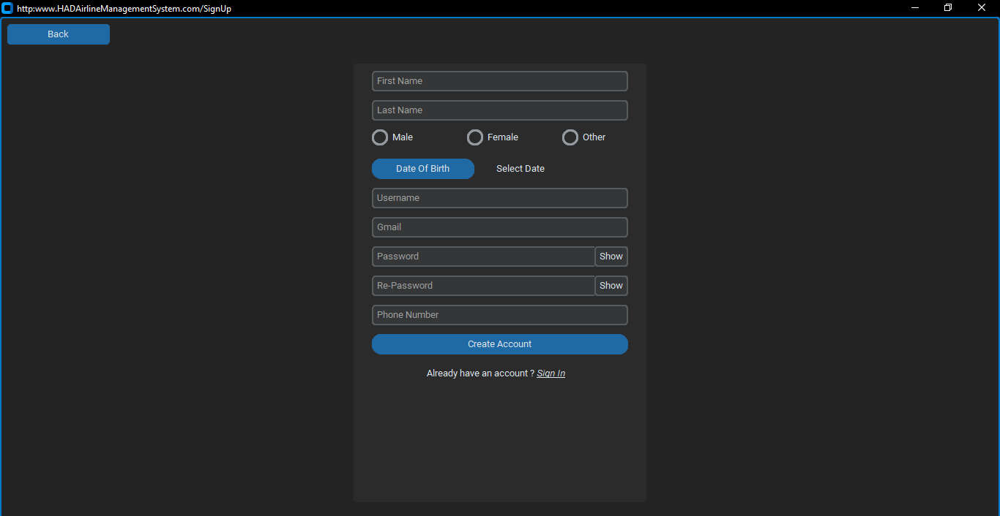 http:www.HADAirlineManagementSystem.com/SignUp
Back
First Name
Last Name
Male Female Other
Date Of Birth Select Date
Username
Gmail
Password Show
Re-Password Show
Phone Number
Create Account
Already have an account ? Sign In